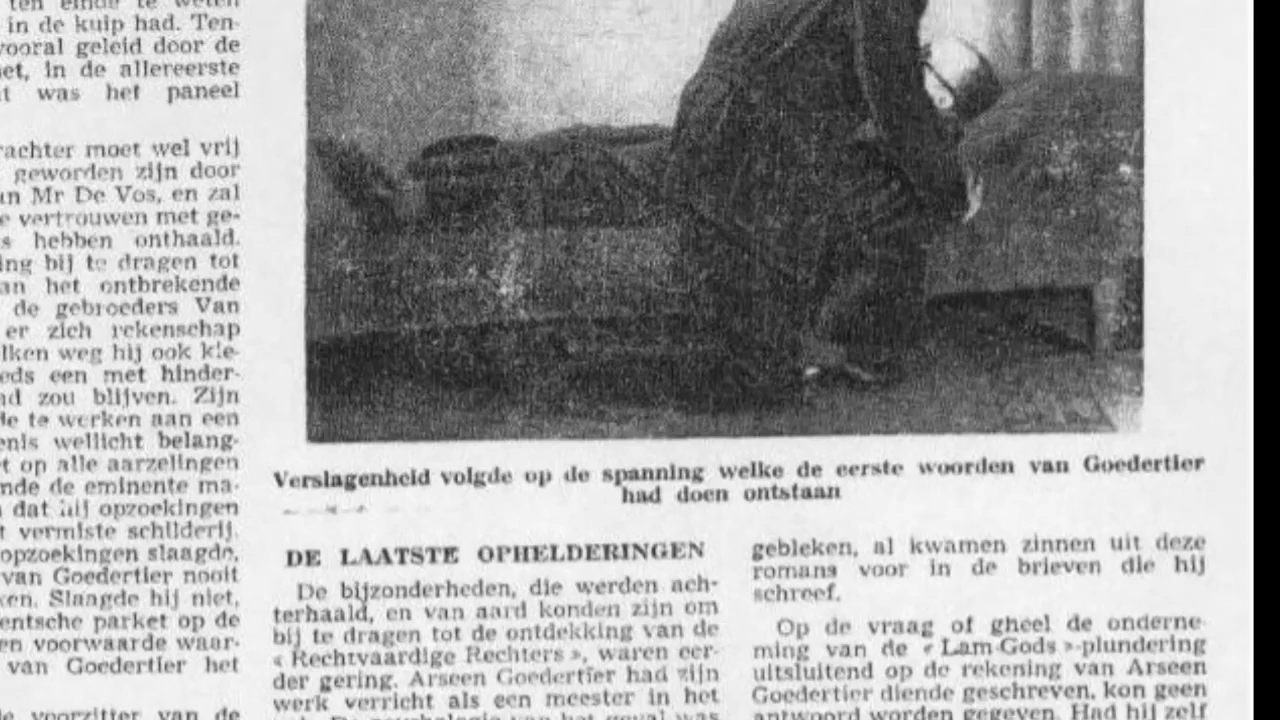 ten einde te weten
in de kuip had. Ten-
vooral geleid door de
et, in de allereerste
t was het paneel
rachter moet wel vrij
geworden zijn door
an Mr De Vos, en zal
e vertrouwen met ge-
s hebben onthaald.
ing bij te dragen tot
an het ontbrekende
de gebroeders Van
er zich rekenschap
lken weg hij ook kie-
eds een met hinder-
nd zou blijven. Zijn
de te werken aan een
enis wellicht belang-
t op alle aarzelingen
nde de eminente ma-
dat hij opzoekingen
t vermiste schilderij.
opzoekingen slaagde,
van Goedertier nooit
ken. Slaagde hij niet,
entsche parket op de
en voorwaarde waar-
van Goedertier het
de voorzitter van de
Verslagenheid volgde op de spanning welke de eerste woorden van Goedertier
had doen ontstaan
DE LAATSTE OPHELDERINGEN
De bijzonderheden, die werden ach-
terhaald, en van aard konden zijn om
bij te dragen tot de ontdekking van de
« Rechtvaardige Rechters », waren eer-
der gering. Arseen Goedertier had zijn
werk verricht als een meester in het
vak. De psychologie van het geval was
gebleken, al kwamen zinnen uit deze
romans voor in de brieven die hij
schreef.
Op de vraag of gheel de onderne-
ming van de « Lam-Gods »-plundering
uitsluitend op de rekening van Arseen
Goedertier diende geschreven, kon geen
antwoord worden gegeven. Had hij zelf